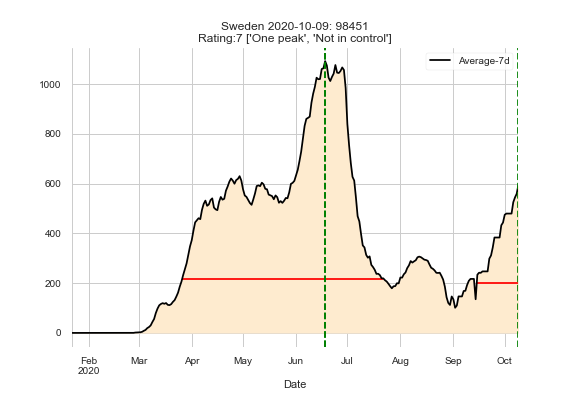 Sweden 2020-10-09: 98451
Rating:7 ['One peak', 'Not in control']
Average-7d
1000
800
600
400
200
0
Feb Mar Apr May Jun Jul Aug Sep Oct
2020
Date